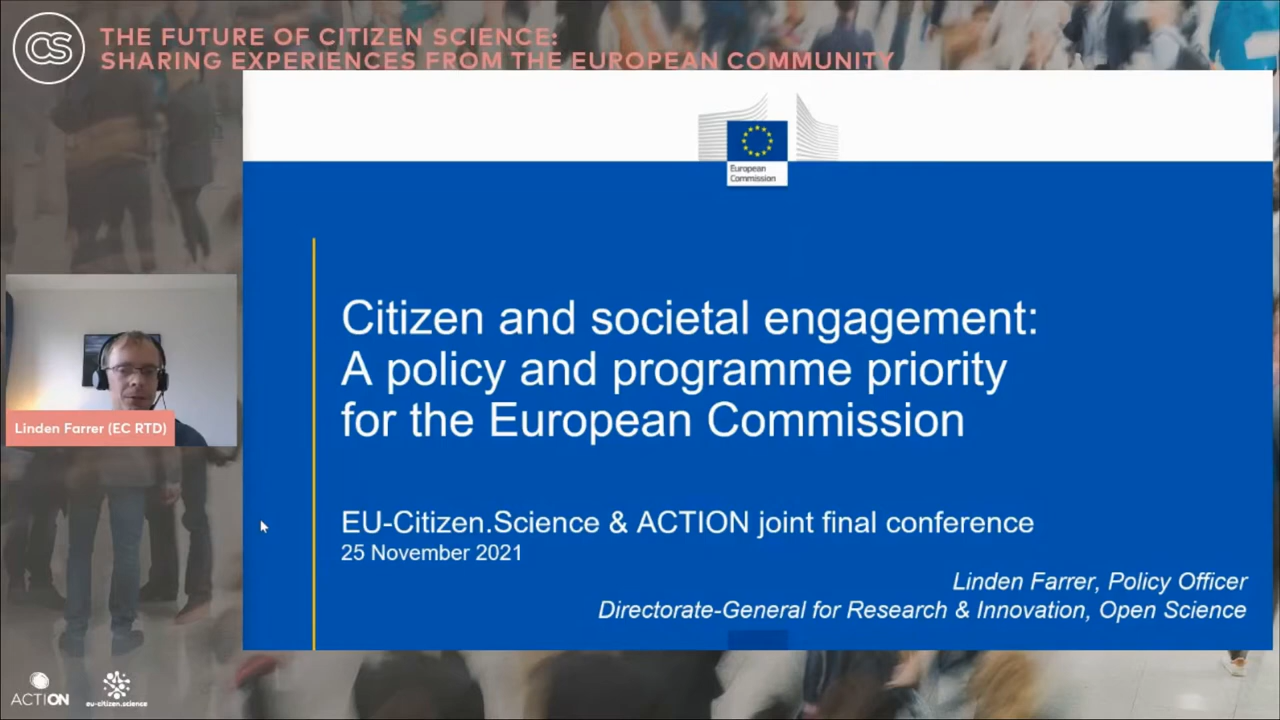 CS
THE FUTURE OF CITIZEN SCIENCE:
SHARING EXPERIENCES FROM THE EUROPEAN COMMUNITY
European
Commission
Citizen and societal engagement:
A policy and programme priority
for the European Commission
EU-Citizen.Science & ACTION joint final conference
25 November 2021
Linden Farrer, Policy Officer
Directorate-General for Research & Innovation, Open Science
Linden Farrer (EC RTD)
ACTION
eu-citizen.science